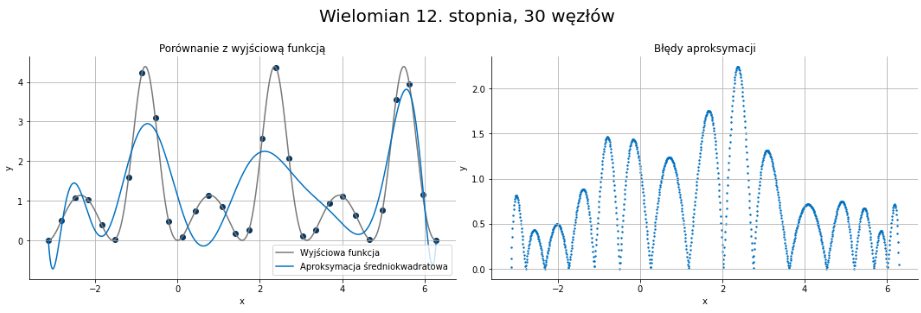 Wielomian 12. stopnia, 30 węzłów
Porównanie z wyjściową funkcją
y
4
3
2
1
0
−2
0
2
4
6
x
Wyjściowa funkcja
Aproksymacja średniokwadratowa
Błędy aproksymacji
y
2.0
1.5
1.0
0.5
0.0
−2
0
2
4
6
x